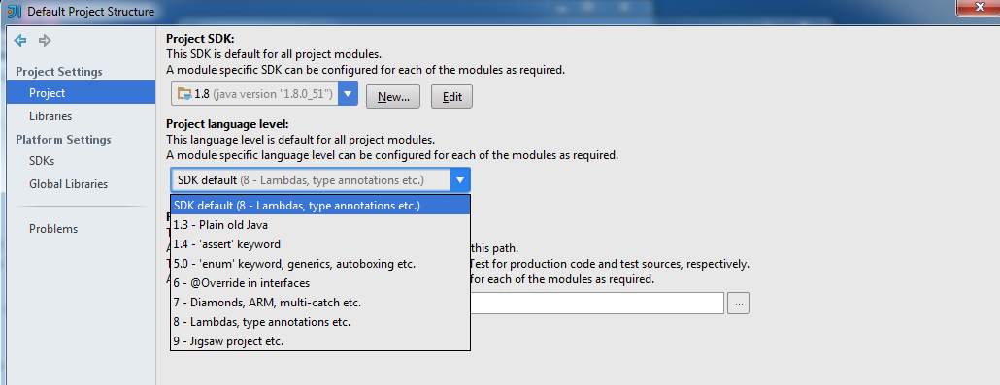 Default Project Structure
Project Settings
Project
Libraries
Platform Settings
SDKs
Global Libraries
Problems
Project SDK:
This SDK is default for all project modules.
A module specific SDK can be configured for each of the modules as required.
1.8 (java version "1.8.0_51")
New...
Edit
Project language level:
This language level is default for all project modules.
A module specific language level can be configured for each of the modules as required.
SDK default (8 - Lambdas, type annotations etc.)
SDK default (8 - Lambdas, type annotations etc.)
1.3 - Plain old Java
1.4 - 'assert' keyword
5.0 - 'enum' keyword, generics, autoboxing etc.
6 - @Override in interfaces
7 - Diamonds, ARM, multi-catch etc.
8 - Lambdas, type annotations etc.
9 - Jigsaw project etc.
this path.
Test for production code and test sources, respectively.
for each of the modules as required.
...